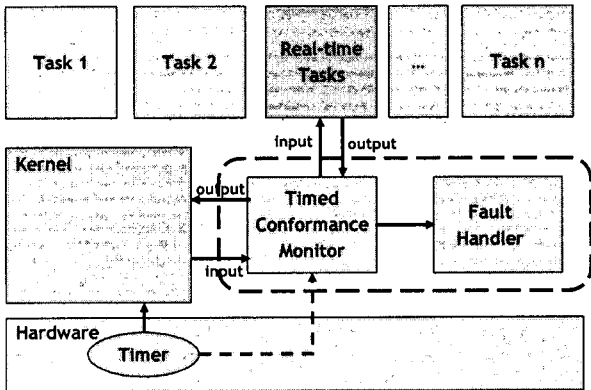 Task 1
Task 2
Real-time
Tasks
...
Task n
input
output
Kernel
output
input
Timed
Conformance
Monitor
Fault
Handler
Hardware
Timer